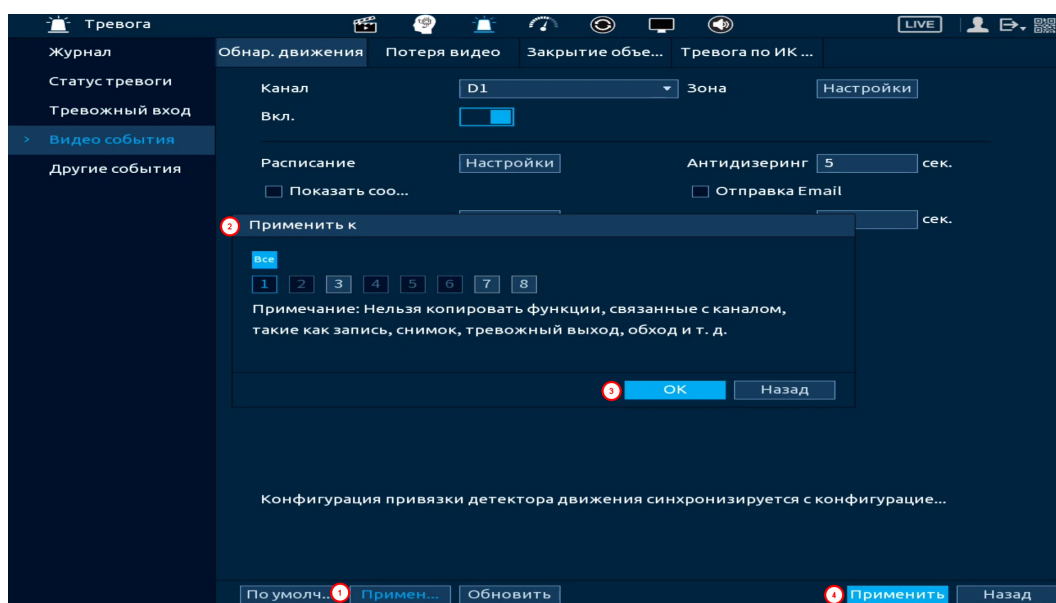 Тревога
LIVE
Журнал
Статус тревоги
Тревожный вход
> Видео события
Другие события
Обнар. движения Потеря видео Закрытие объе... Тревога по ИК ...
Канал D1 Зона Настройки
Вкл.
Расписание Настройки Антидизеринг 5 сек.
Показать соо... Отправка Email
сек.
2 Применить к
Все
1 2 3 4 5 6 7 8
Примечание: Нельзя копировать функции, связанные с каналом,
такие как запись, снимок, тревожный выход, обход и т. д.
3 OK Назад
Конфигурация привязки детектора движения синхронизируется с конфигурацие...
По умолч.. 1 Примен... Обновить 4 Применить Назад